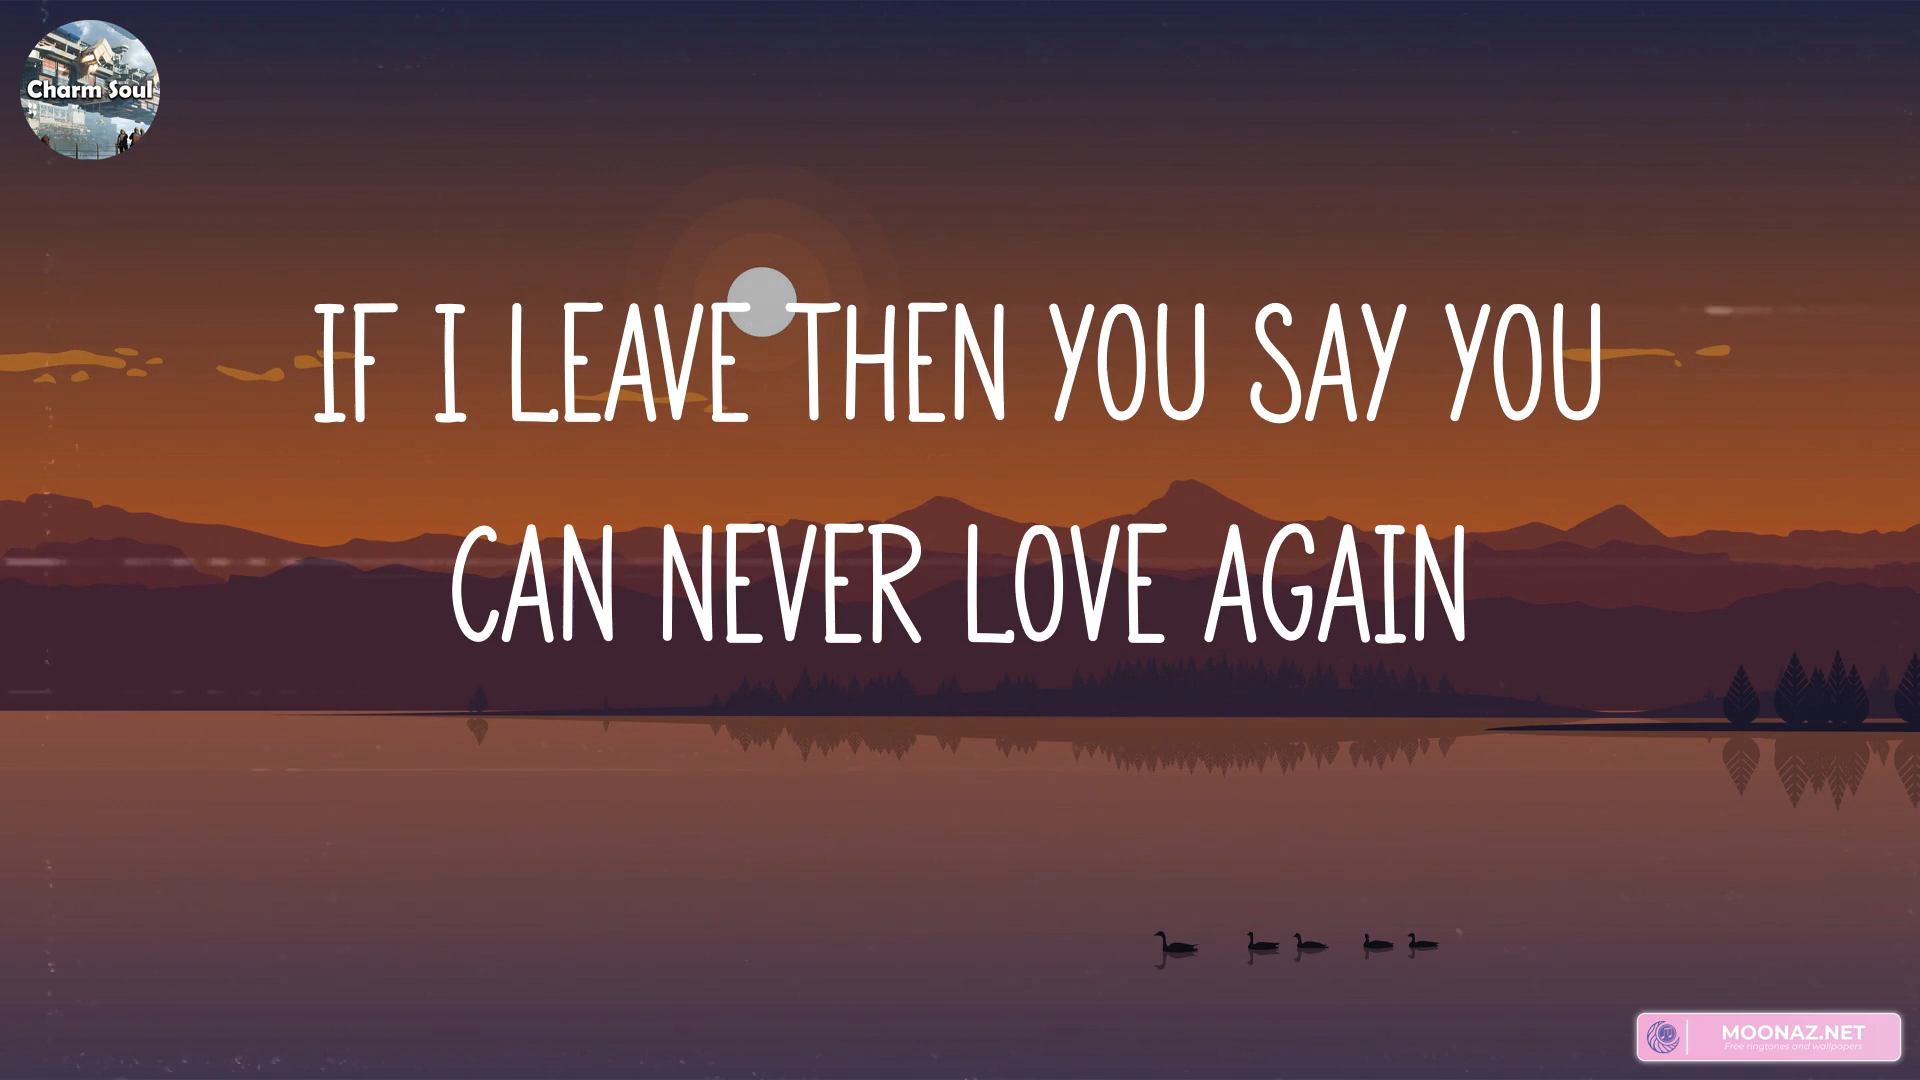 Charm Soul
IF I LEAVE THEN YOU SAY YOU
CAN NEVER LOVE AGAIN
MOONAZ.NET
Free ringtones and wallpapers